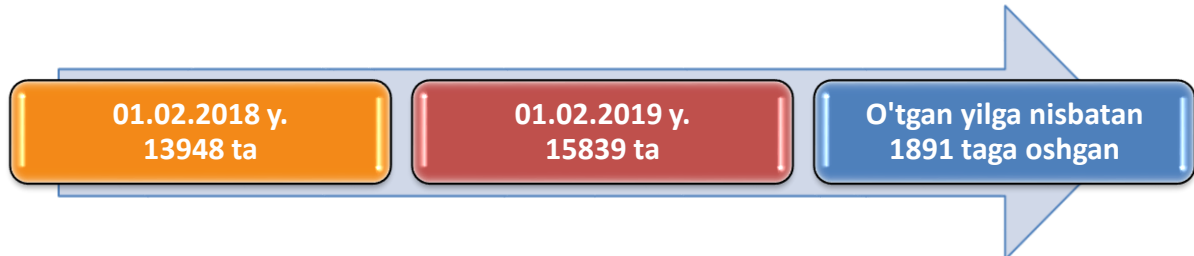 01.02.2018 y.
13948 ta
01.02.2019 y.
15839 ta
O'tgan yilga nisbatan
1891 taga oshgan